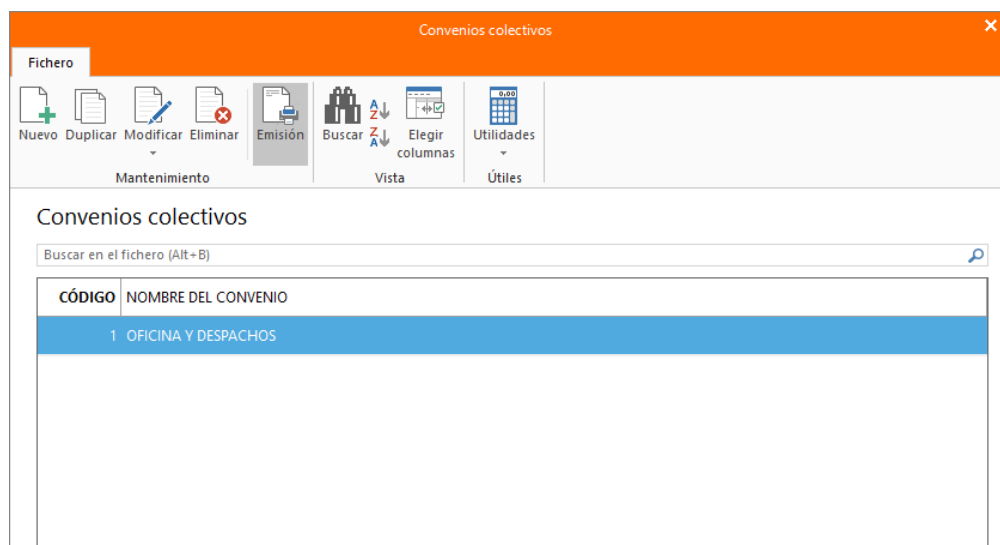 Convenios colectivos
Fichero
Nuevo Duplicar Modificar Eliminar Emisión Buscar Elegir columnas Utilidades
Mantenimiento Vista Útiles
Convenios colectivos
Buscar en el fichero (Alt+B)
CÓDIGO NOMBRE DEL CONVENIO
1 OFICINA Y DESPACHOS